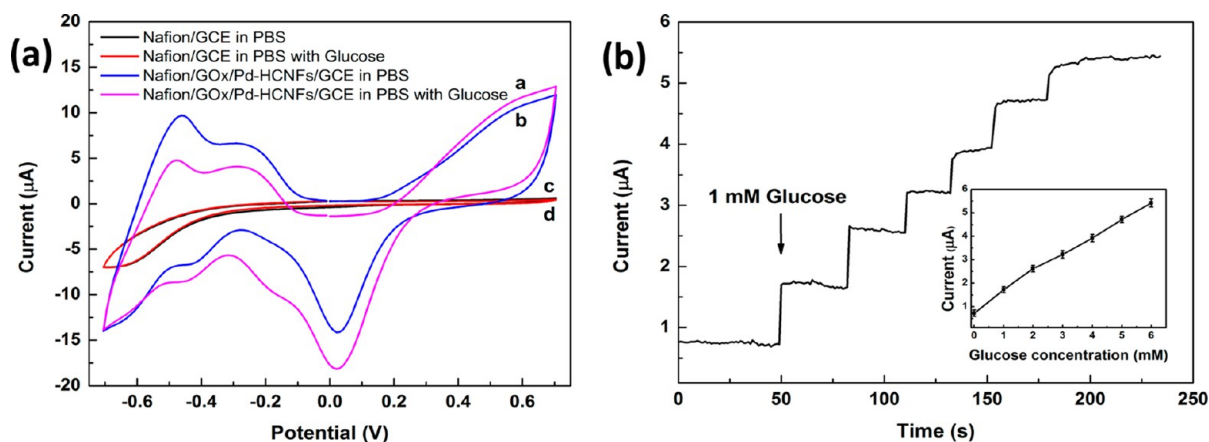 (a)
20
15
10
5
0
-5
-10
-15
-20
Current (µA)
Nafion/GCE in PBS
Nafion/GCE in PBS with Glucose
Nafion/GOx/Pd-HCNFs/GCE in PBS
Nafion/GOx/Pd-HCNFs/GCE in PBS with Glucose
a
b
c
d
-0.6 -0.4 -0.2 0.0 0.2 0.4 0.6
Potential (V)
(b)
6
5
4
3
2
1
Current (µA)
1 mM Glucose
0 50 100 150 200 250
Time (s)
6
5
4
3
2
1
Current (µA)
0 1 2 3 4 5 6
Glucose concentration (mM)